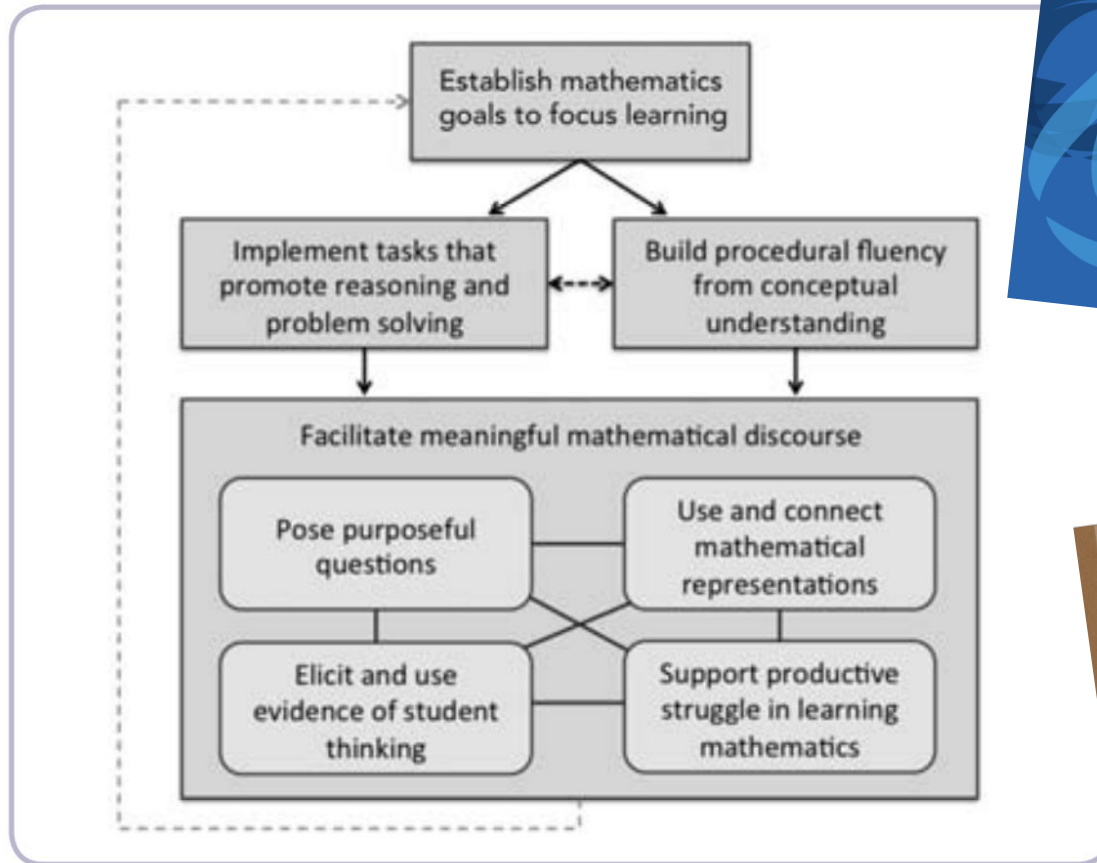 Establish mathematics
goals to focus learning
Implement tasks that
promote reasoning and
problem solving
Build procedural fluency
from conceptual
understanding
Facilitate meaningful mathematical discourse
Pose purposeful
questions
Use and connect
mathematical
representations
Elicit and use
evidence of student
thinking
Support productive
struggle in learning
mathematics